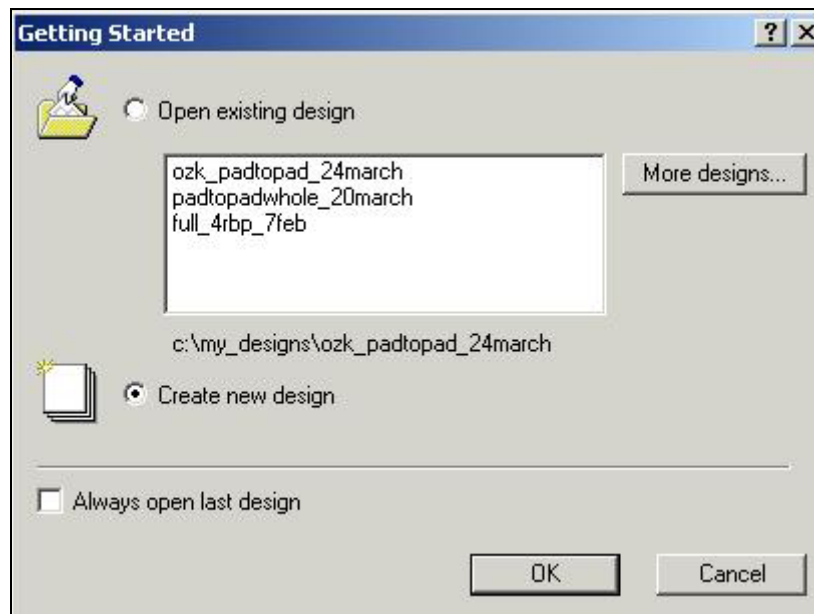 Getting Started
Open existing design
ozk_padtopad_24march
padtopadwhole_20march
full_4rbp_7feb
More designs...
c:\my_designs\ozk_padtopad_24march
Create new design
Always open last design
OK
Cancel